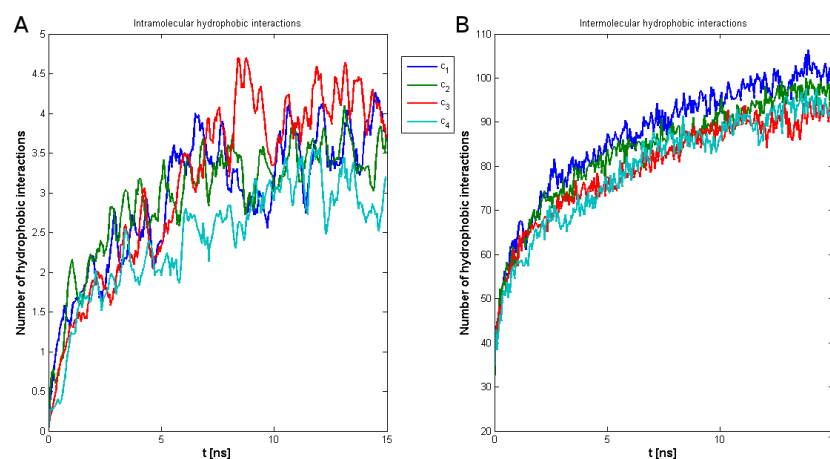 A
Intramolecular hydrophobic interactions
Number of hydrophobic interactions
5
4.5
4
3.5
3
2.5
2
1.5
1
0.5
0
0
5
10
15
t [ns]
c1
c2
c3
c4
B
Intermolecular hydrophobic interactions
Number of hydrophobic interactions
110
100
90
80
70
60
50
40
30
20
0
5
10
t [ns]